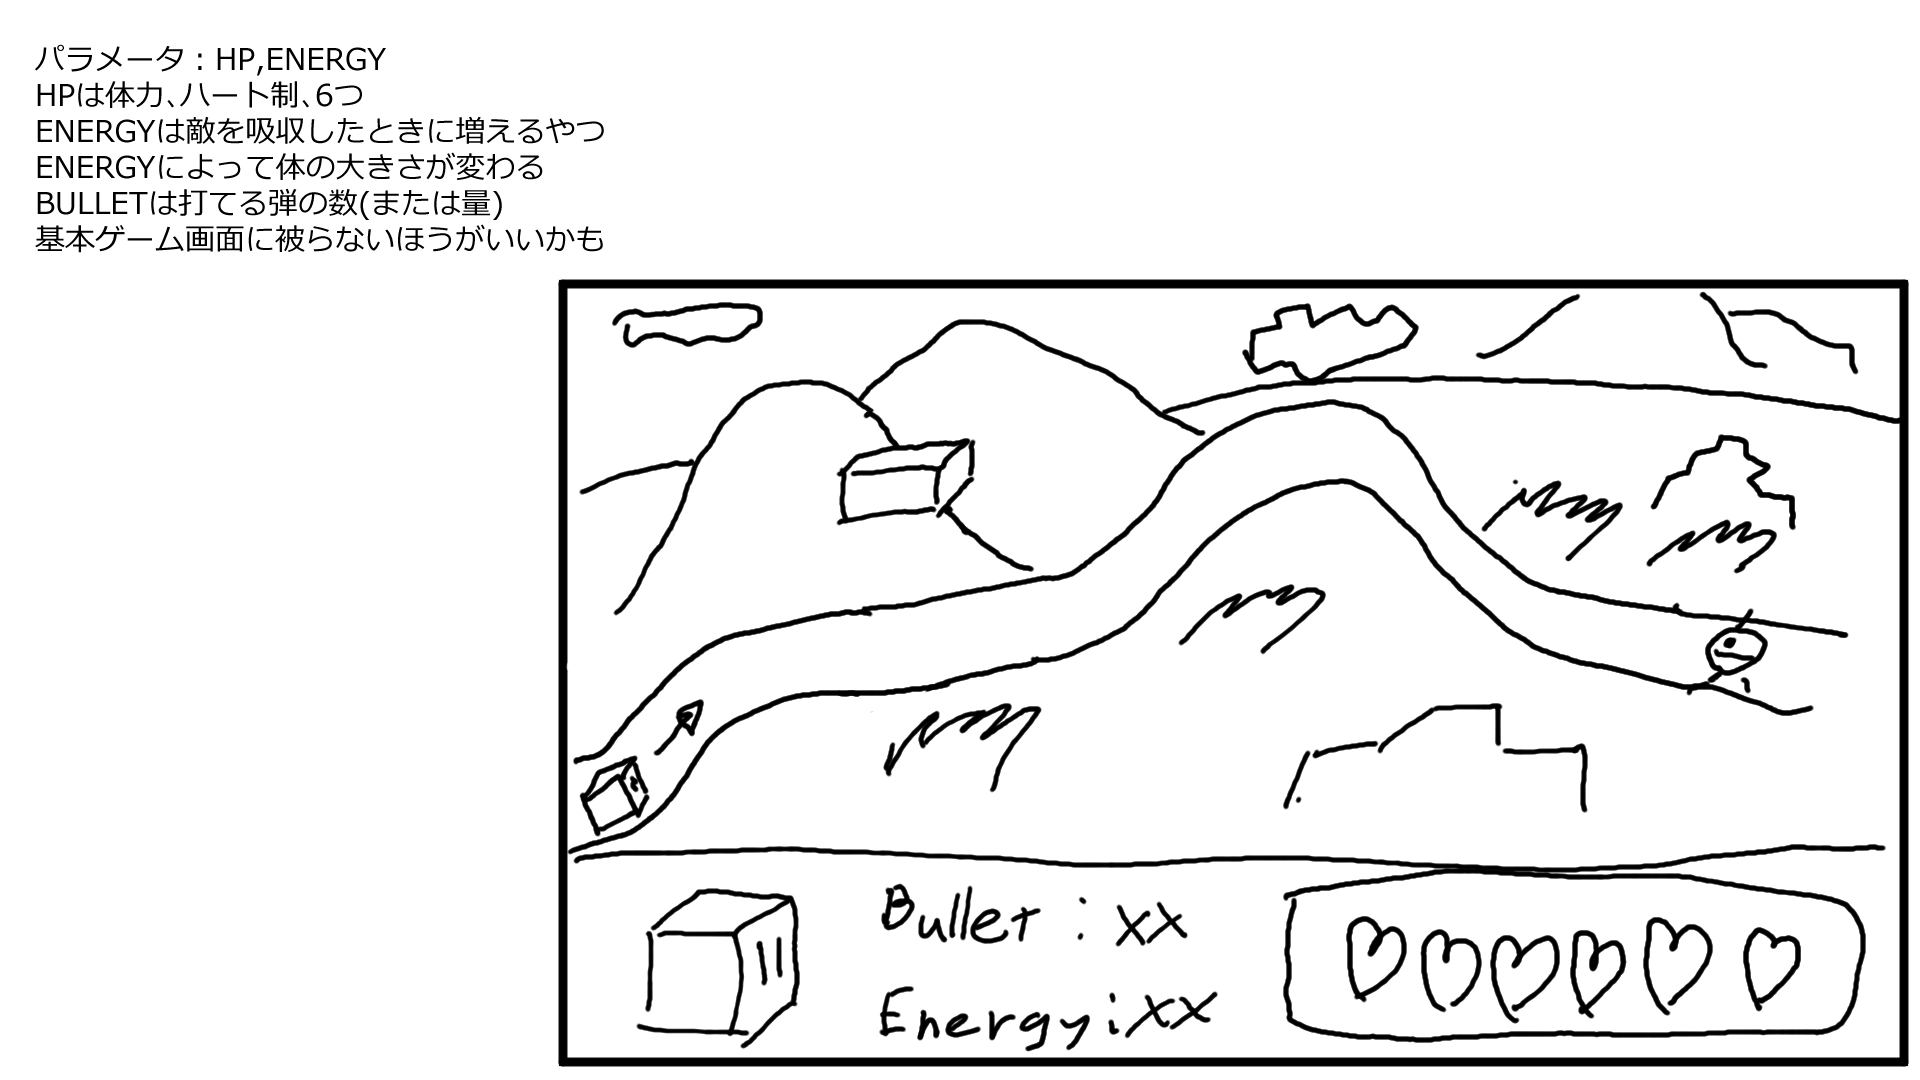 パラメータ：HP,ENERGY
HPは体力､ハート制､6つ
ENERGYは敵を吸収したときに増えるやつ
ENERGYによって体の大きさが変わる
BULLETは打てる弾の数(または量)
基本ゲーム画面に被らないほうがいいかも
Bullet : xx
Energy : xx